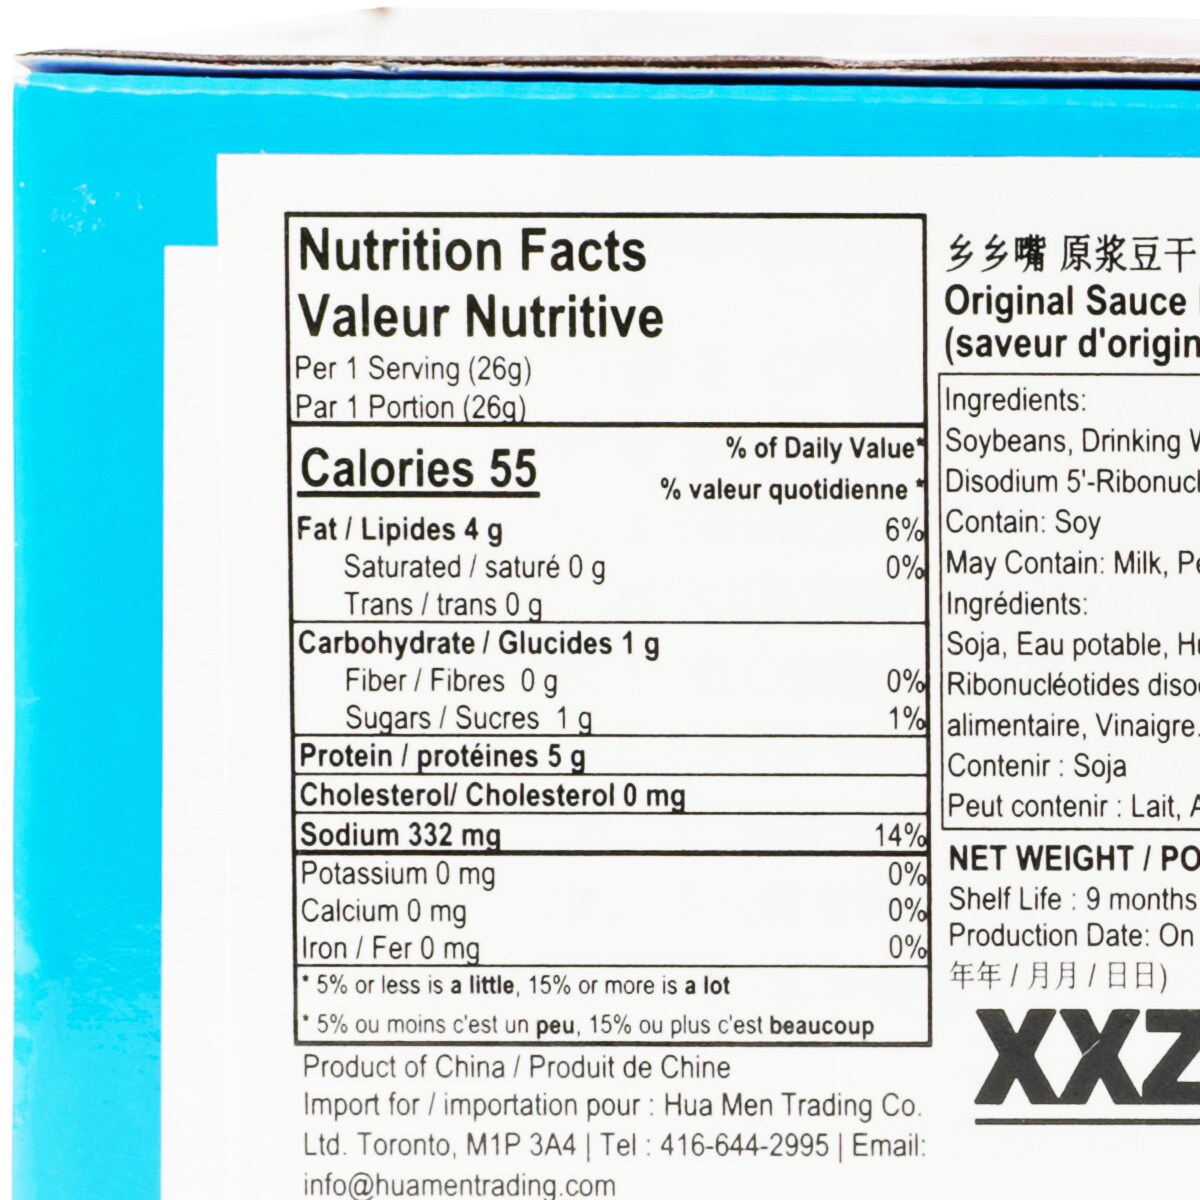 Nutrition Facts
Valeur Nutritive
Per 1 Serving (26g)
Par 1 Portion (26g)
Calories 55
% of Daily Value*
% valeur quotidienne *
Fat / Lipides 4 g 6%
Saturated / saturé 0 g 0%
Trans / trans 0 g
Carbohydrate / Glucides 1 g
Fiber / Fibres 0 g 0%
Sugars / Sucres 1 g 1%
Protein / protéines 5 g
Cholesterol/ Cholesterol 0 mg
Sodium 332 mg 14%
Potassium 0 mg 0%
Calcium 0 mg 0%
Iron / Fer 0 mg 0%
* 5% or less is a little, 15% or more is a lot
* 5% ou moins c'est un peu, 15% ou plus c'est beaucoup
Product of China / Produit de Chine
Import for / importation pour : Hua Men Trading Co.
Ltd. Toronto, M1P 3A4 | Tel : 416-644-2995 | Email:
info@huamentrading.com
乡乡嘴 原浆豆干
Original Sauce
(saveur d'origin
Ingredients:
Soybeans, Drinking
Disodium 5'-Ribonucl
Contain: Soy
May Contain: Milk,
Ingrédients:
Soja, Eau potable,
Ribonucléotides diso
alimentaire, Vinaigre.
Contenir : Soja
Peut contenir : Lait,
NET WEIGHT / PO
Shelf Life : 9 months
Production Date: On
年年 / 月月 / 日日)
XXZ